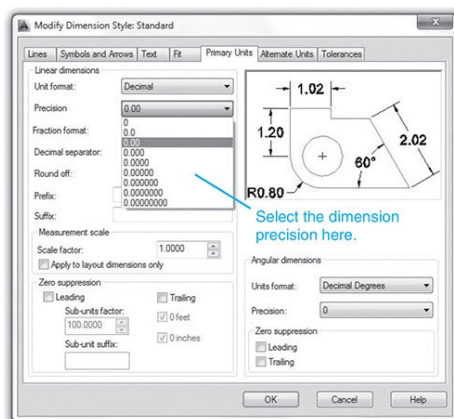 Modify Dimension Style: Standard
Lines Symbols and Arrows Text Fit Primary Units Alternate Units Tolerances
Linear dimensions
Unit format: Decimal
Precision 0.00
0
0.0
0.00
0.000
0.0000
0.00000
0.000000
0.0000000
0.00000000
Fraction format:
Decimal separator:
Round off:
Prefix:
Suffix:
Measurement scale
Scale factor: 1.0000
Apply to layout dimensions only
Zero suppression
Leading Trailing
Sub-units factor: 0 feet
100.0000 0 inches
Sub-unit suffix:
1.02
1.20
2.02
60°
R0.80
Select the dimension
precision here.
Angular dimensions
Units format: Decimal Degrees
Precision: 0
Zero suppression
Leading
Trailing
OK Cancel Help